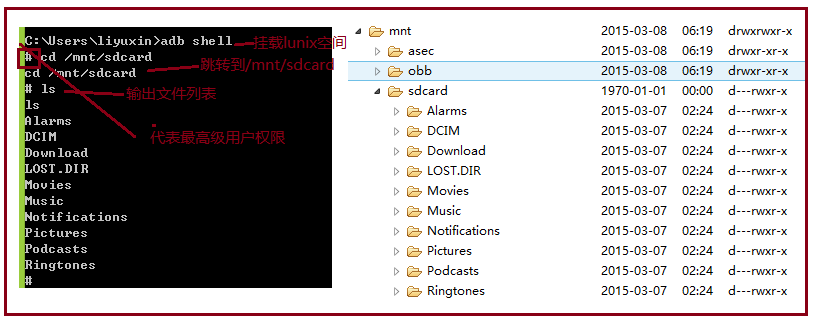 C:\Users\liyuxin>adb shell 挂载lunix空间
# cd /mnt/sdcard
cd /mnt/sdcard 跳转到/mnt/sdcard
# ls 输出文件列表
ls
Alarms
DCIM 代表最高级用户权限
Download
LOST.DIR
Movies
Music
Notifications
Pictures
Podcasts
Ringtones
#
mnt 2015-03-08 06:19 drwxrwxr-x
asec 2015-03-08 06:19 drwxr-xr-x
obb 2015-03-08 06:19 drwxr-xr-x
sdcard 1970-01-01 00:00 d---rwxr-x
Alarms 2015-03-07 02:24 d---rwxr-x
DCIM 2015-03-07 02:24 d---rwxr-x
Download 2015-03-07 02:24 d---rwxr-x
LOST.DIR 2015-03-07 02:24 d---rwxr-x
Movies 2015-03-07 02:24 d---rwxr-x
Music 2015-03-07 02:24 d---rwxr-x
Notifications 2015-03-07 02:24 d---rwxr-x
Pictures 2015-03-07 02:24 d---rwxr-x
Podcasts 2015-03-07 02:24 d---rwxr-x
Ringtones 2015-03-07 02:24 d---rwxr-x